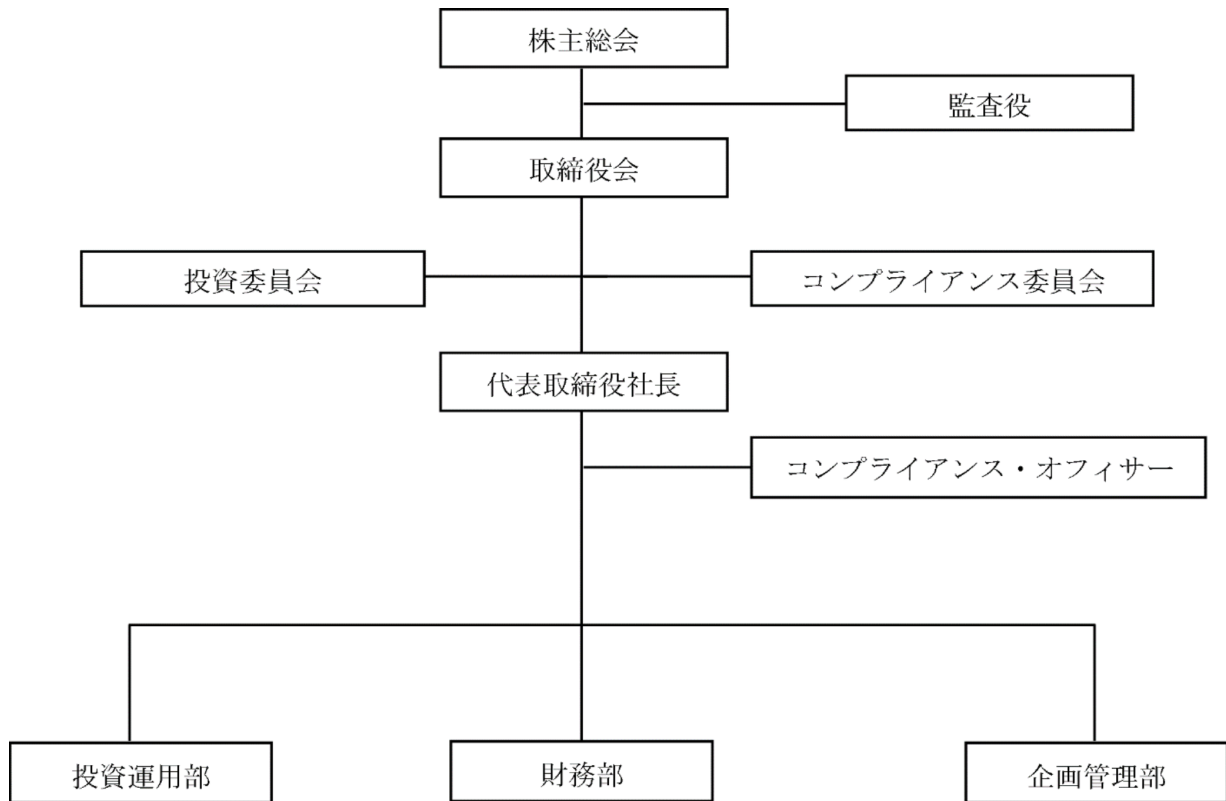 株主総会
監査役
取締役会
投資委員会
コンプライアンス委員会
代表取締役社長
コンプライアンス・オフィサー
投資運用部
財務部
企画管理部